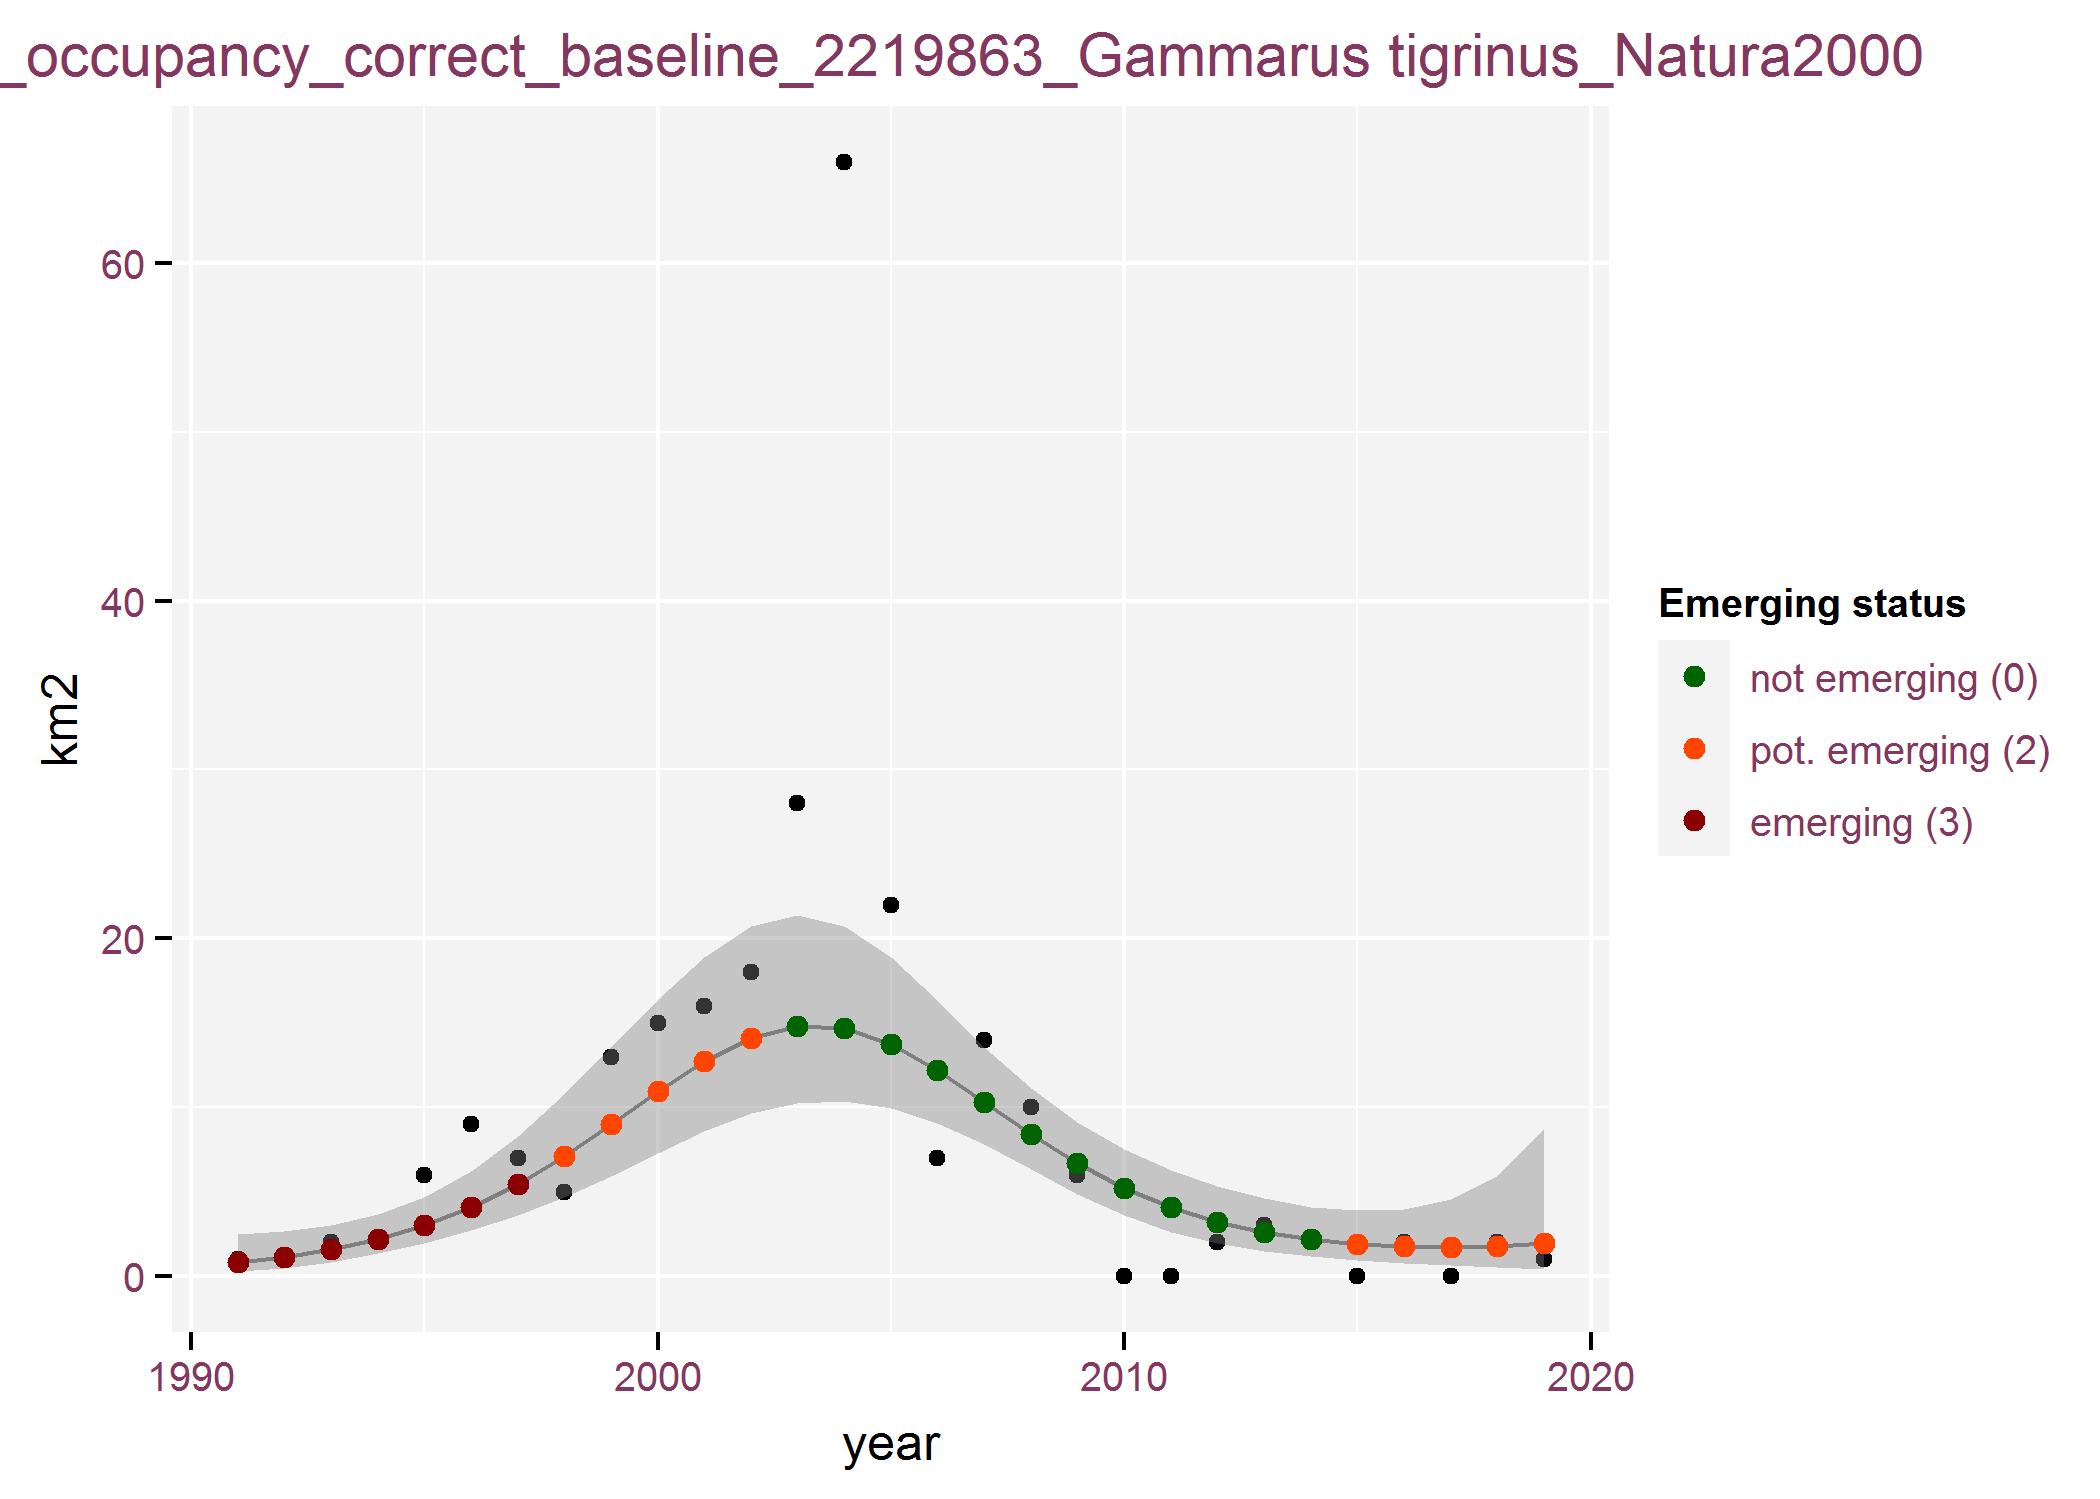 _occupancy_correct_baseline_2219863_Gammarus tigrinus_Natura2000
60
40
20
0
km2
1990
2000
2010
2020
year
Emerging status
not emerging (0)
pot. emerging (2)
emerging (3)